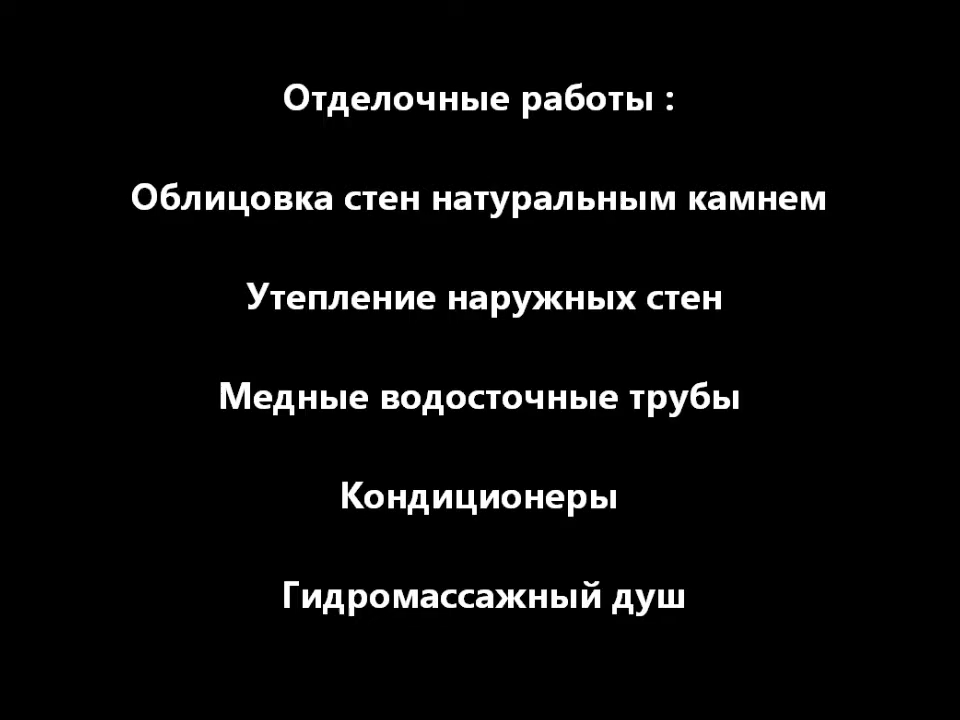 Отделочные работы :
Облицовка стен натуральным камнем
Утепление наружных стен
Медные водосточные трубы
Кондиционеры
Гидромассажный душ